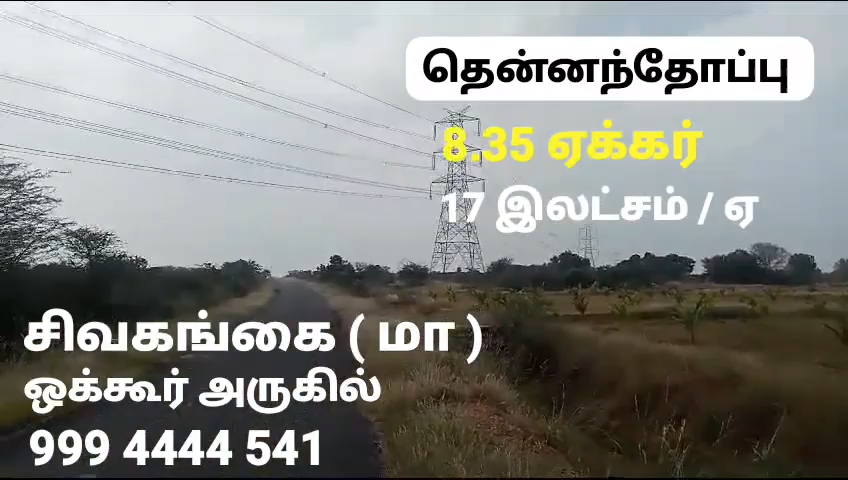 தென்னந்தோப்பு
8.35 ஏக்கர்
17 இலட்சம் / ஏ
சிவகங்கை ( மா )
ஒக்கூர் அருகில்
999 4444 541